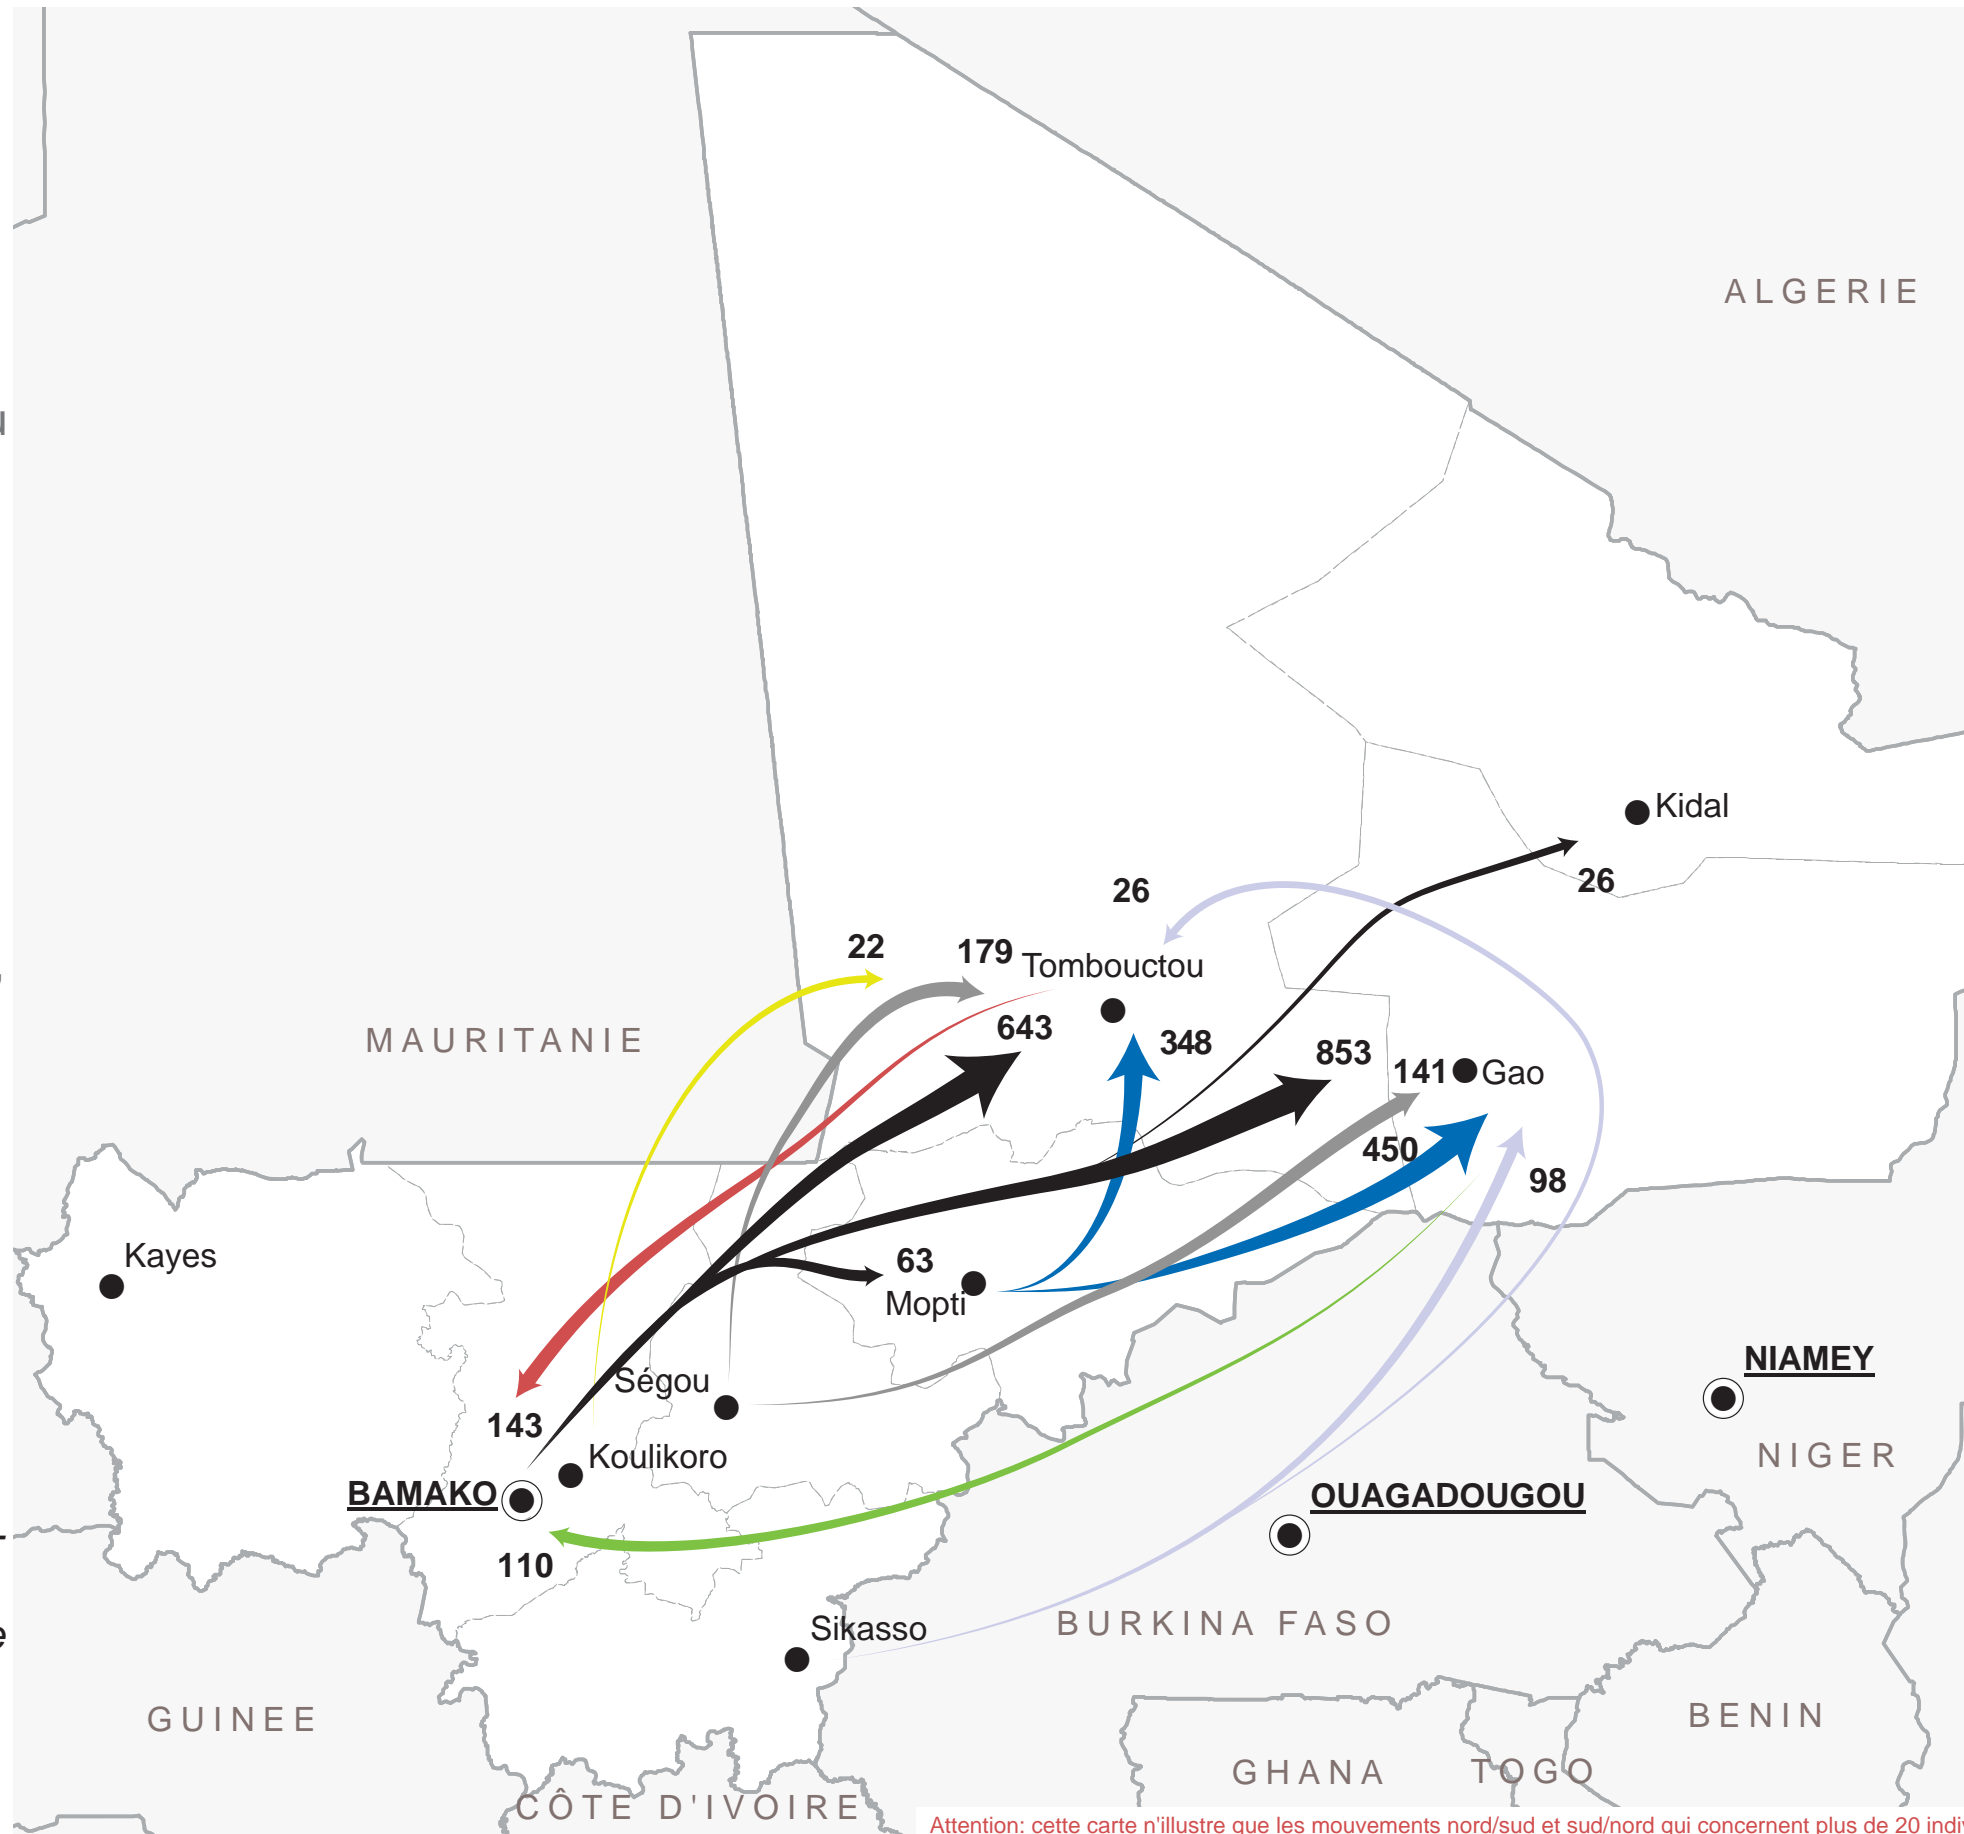 ALGERIE
Kidal
26
26
22
179
Tombouctou
643
348
853
141
Gao
MAURITANIE
450
98
Kayes
63
Mopti
NIAMEY
Ségou
143
Koulikoro
NIGER
BAMAKO
OUAGADOUGOU
110
BURKINA FASO
Sikasso
GUINEE
BENIN
GHANA
TOGO
CÔTE D'IVOIRE
Attention: cette carte n'illustre que les mouvements nord/sud et sud/nord qui concernent plus de 20 indiv